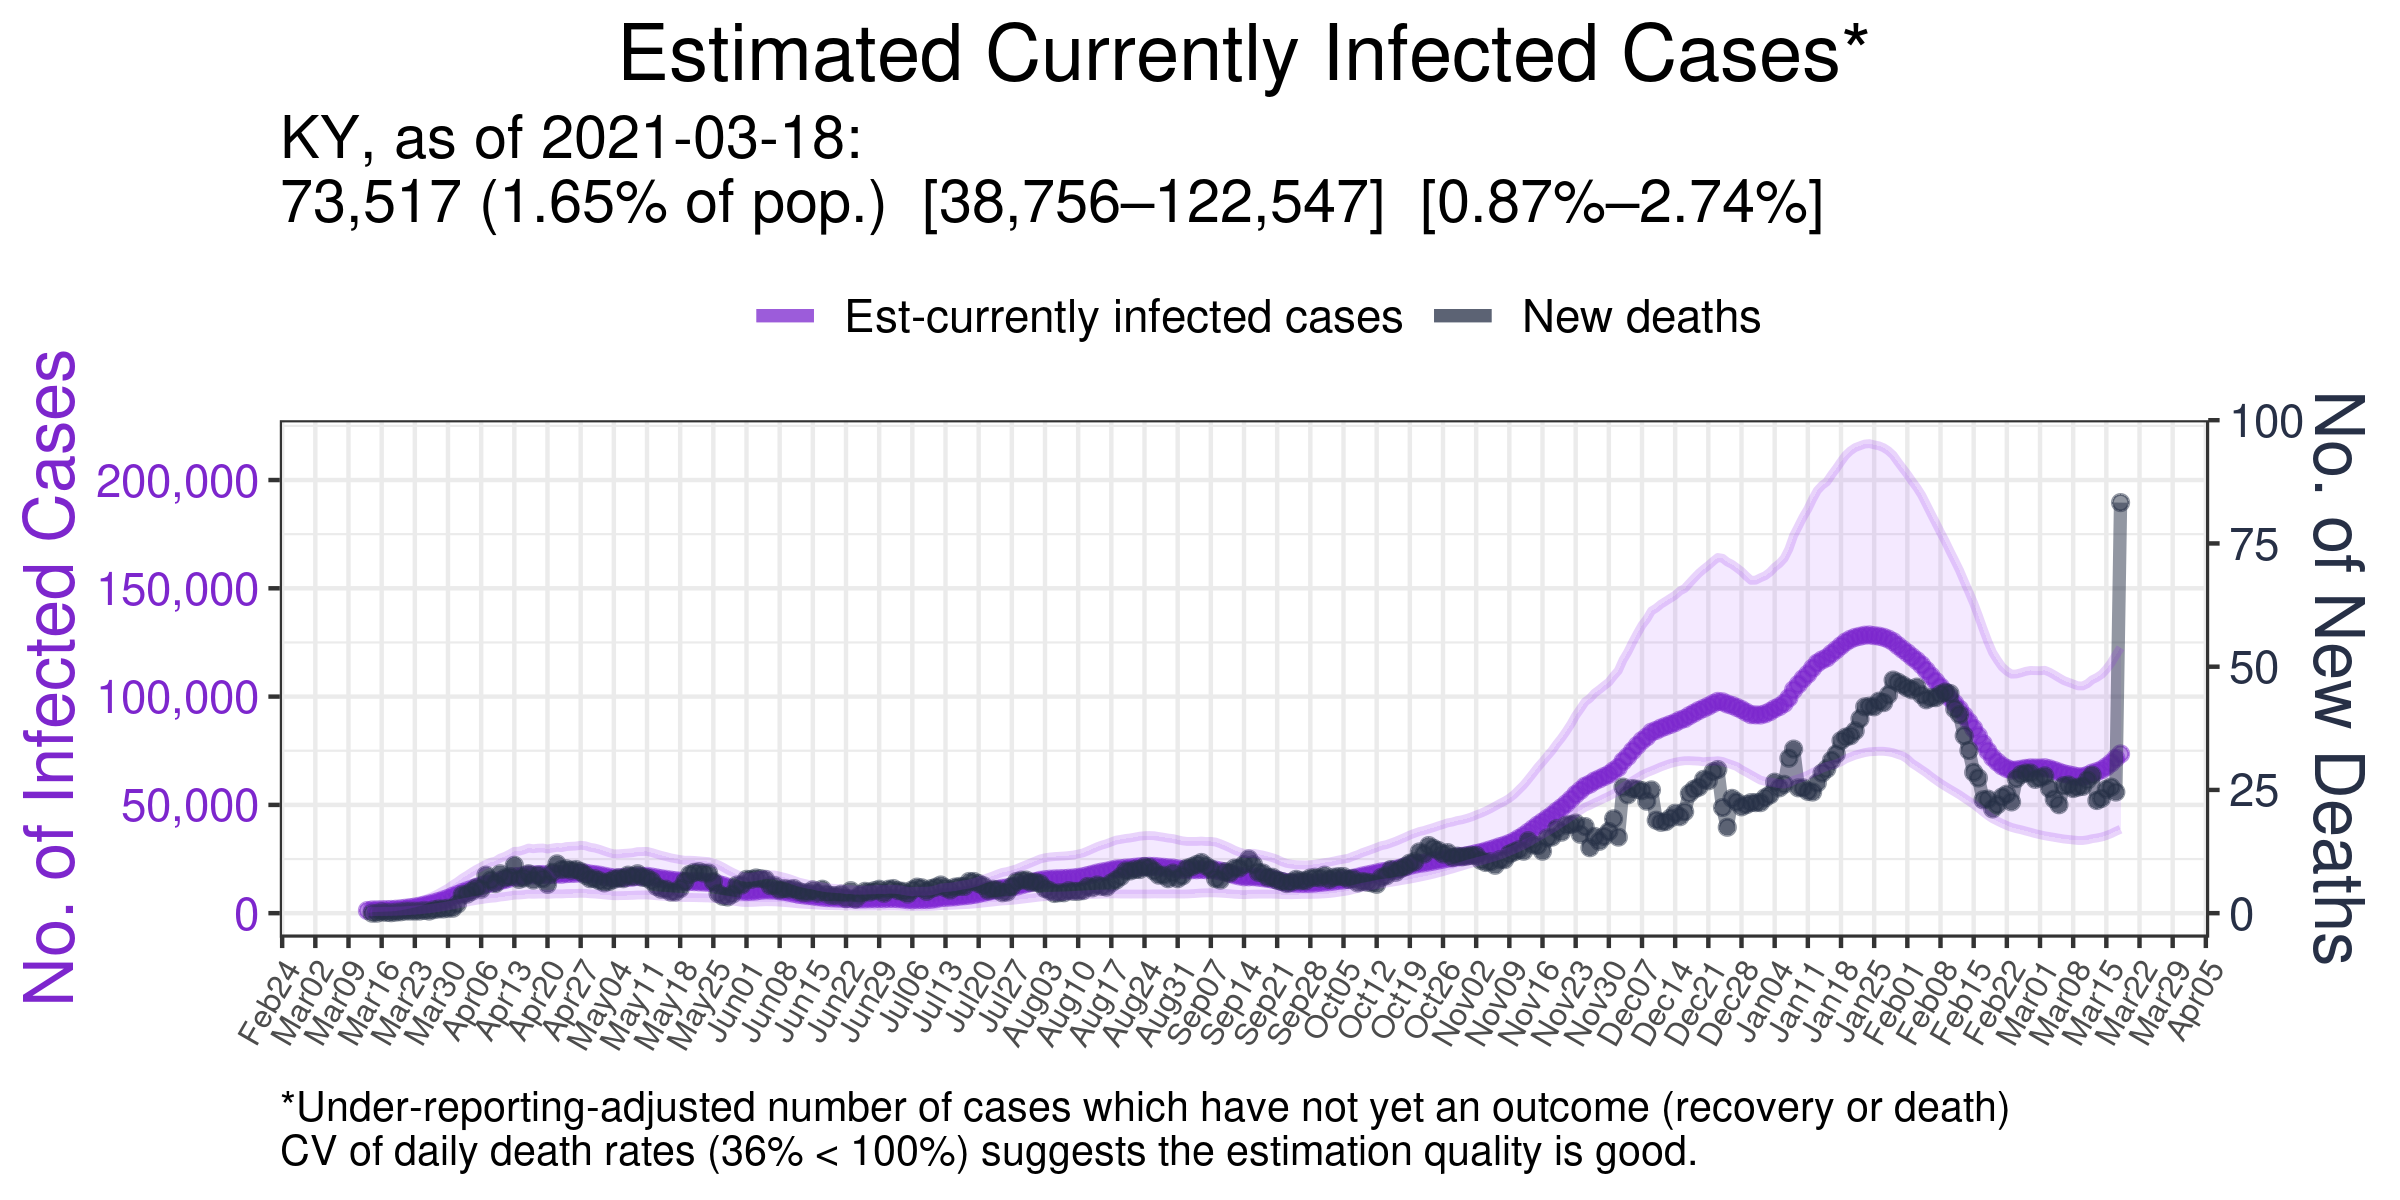 Estimated Currently Infected Cases*
KY, as of 2021-03-18:
73,517 (1.65% of pop.) [38,756–122,547] [0.87%–2.74%]
Est-currently infected cases
New deaths
No. of Infected Cases
200,000
150,000
100,000
50,000
0
100
75
50
25
0
No. of New Deaths
Feb24
Mar02
Mar09
Mar16
Mar23
Mar30
Apr06
Apr13
Apr20
Apr27
May04
May11
May18
May25
Jun01
Jun08
Jun15
Jun22
Jun29
Jul06
Jul13
Jul20
Jul27
Aug03
Aug10
Aug17
Aug24
Aug31
Sep07
Sep14
Sep21
Sep28
Oct05
Oct12
Oct19
Oct26
Nov02
Nov09
Nov16
Nov23
Nov30
Dec07
Dec14
Dec21
Dec28
Jan04
Jan11
Jan18
Jan25
Feb01
Feb08
Feb15
Feb22
Mar01
Mar08
Mar15
Mar22
Mar29
Apr05
*Under-reporting-adjusted number of cases which have not yet an outcome (recovery or death)
CV of daily death rates (36% < 100%) suggests the estimation quality is good.